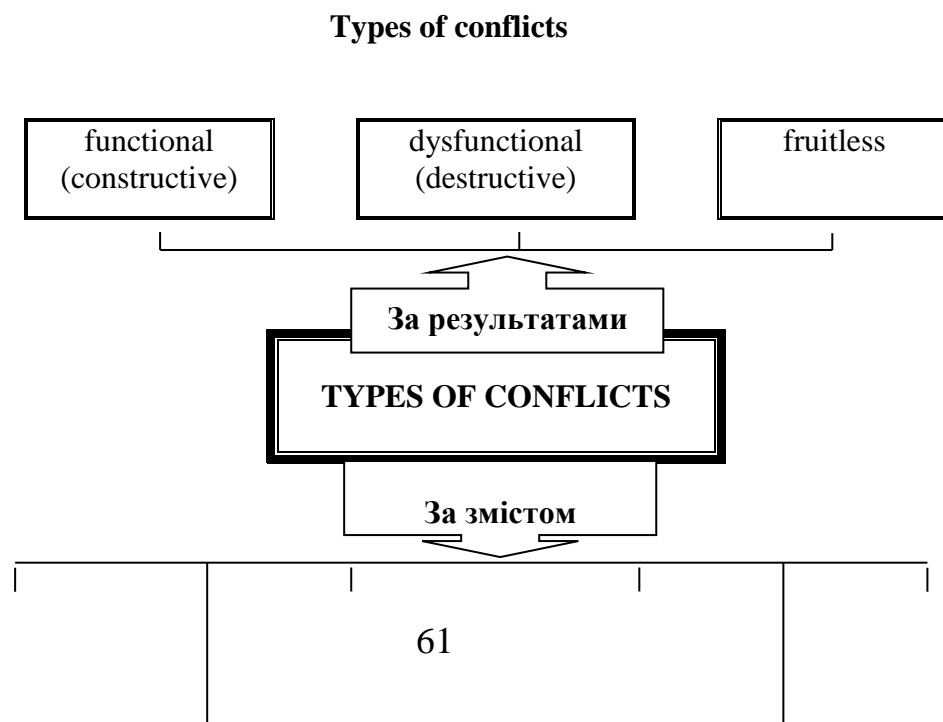 Types of conflicts
functional
(constructive)
dysfunctional
(destructive)
fruitless
За результатами
TYPES OF CONFLICTS
За змістом
61